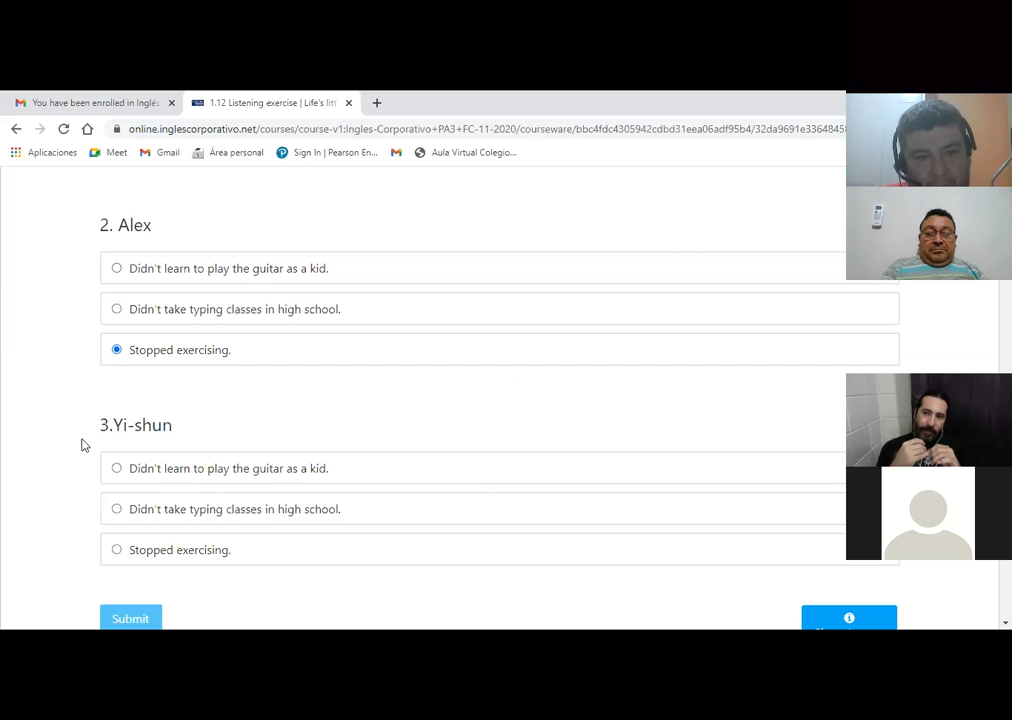 You have been enrolled in Inglés
1.12 Listening exercise | Life's litt
online.inglescorporativo.net/courses/course-v1:Ingles-Corporativo+PA3+FC-11-2020/courseware/bbc4fdc4305942cdbd31eea06adf95b4/32da9691e3364845
Aplicaciones Meet Gmail Área personal Sign In | Pearson En... Aula Virtual Colegio...
2. Alex
Didn't learn to play the guitar as a kid.
Didn't take typing classes in high school.
Stopped exercising.
3.Yi-shun
Didn't learn to play the guitar as a kid.
Didn't take typing classes in high school.
Stopped exercising.
Submit